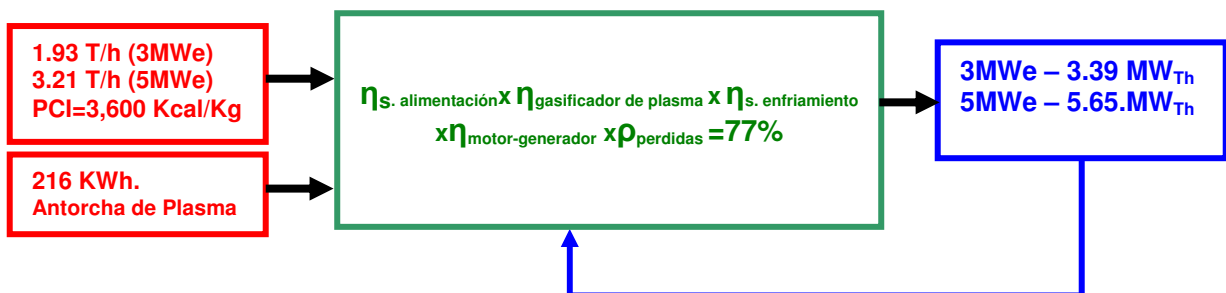 1.93 T/h (3MWe)
3.21 T/h (5MWe)
PCI=3,600 Kcal/Kg
216 KWh.
Antorcha de Plasma
ηs. alimentación x ηgasificador de plasma x ηs. enfriamiento
xηmotor-generador xρperdidas =77%
3MWe – 3.39 MWTh
5MWe – 5.65.MWTh